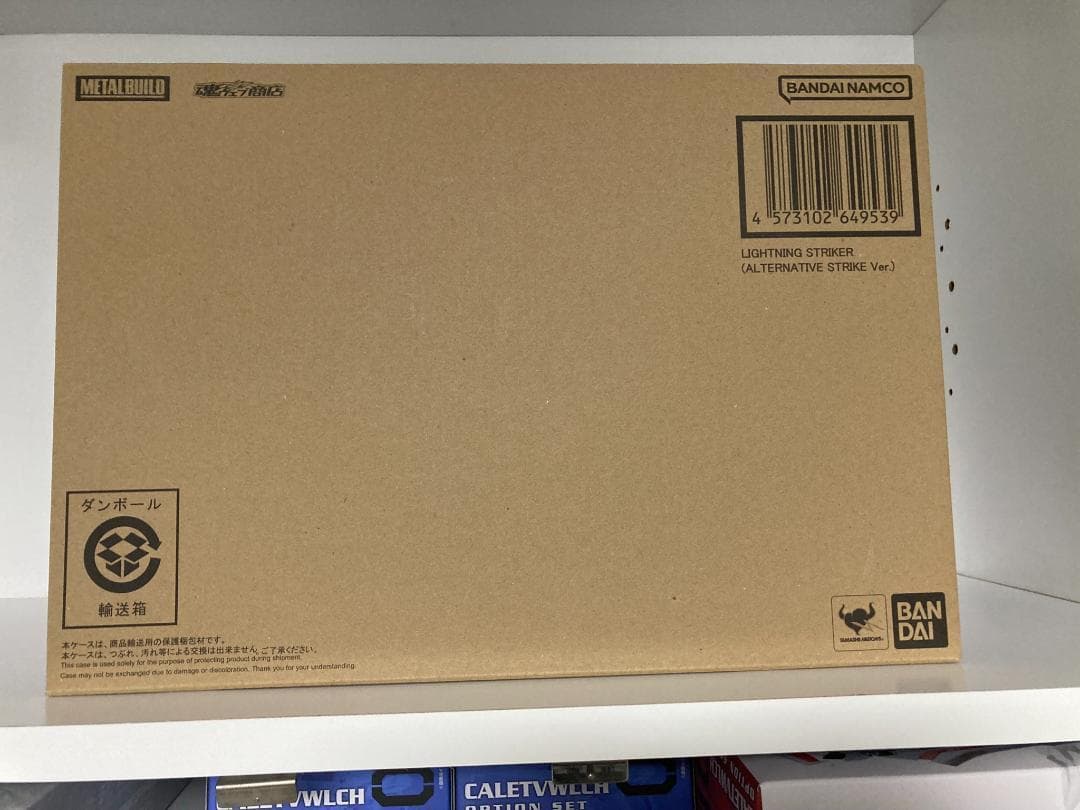 METALBUILD
魂ウェブ商店
BANDAI NAMCO
4 573102 649539
LIGHTNING STRIKER
(ALTERNATIVE STRIKE Ver.)
ダンボール
輸送箱
本ケースは、商品輸送用の保護梱包材です。
本ケースは、つぶれ、汚れ等による交換は出来ません。ご了承ください。
This case is used solely for the purpose of protecting product during shipment.
Case may not be exchanged due to damage or discoloration. Thank you for your understanding.
TAMASHII NATIONS
BAN
DAI
CALETVWLCH
CALETVWLCH
OPTION SET